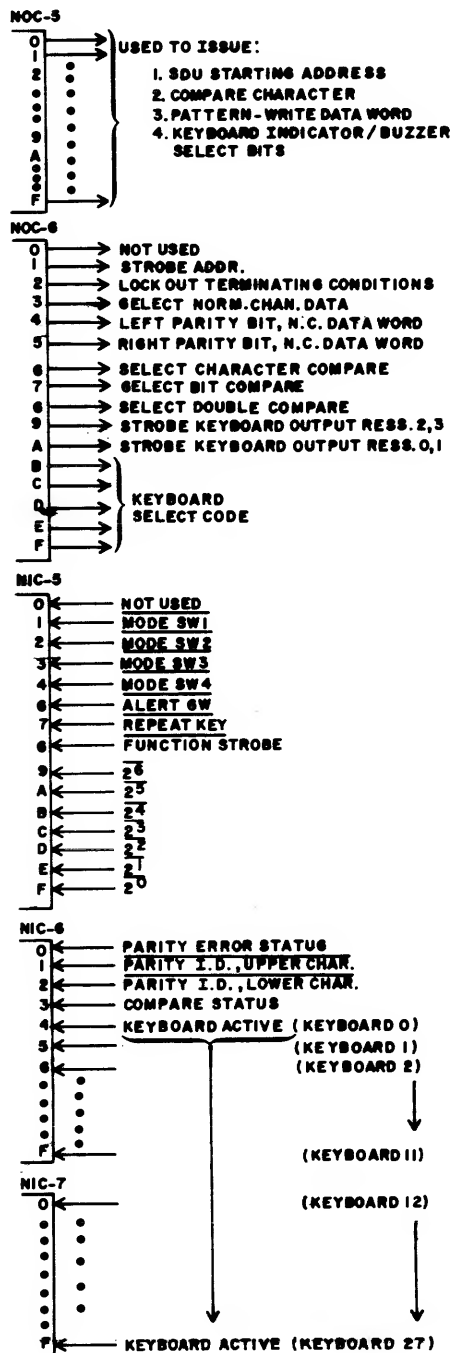 NOC-5
0
1 USED TO ISSUE:
2 1. SDU STARTING ADDRESS
2. COMPARE CHARACTER
3. PATTERN-WRITE DATA WORD
9 4. KEYBOARD INDICATOR/BUZZER
A SELECT BITS
F
NOC-6
0 NOT USED
1 STROBE ADDR.
2 LOCK OUT TERMINATING CONDITIONS
3 SELECT NORM.CHAN.DATA
4 LEFT PARITY BIT, N.C. DATA WORD
5 RIGHT PARITY BIT, N.C. DATA WORD
6 SELECT CHARACTER COMPARE
7 SELECT BIT COMPARE
8 SELECT DOUBLE COMPARE
9 STROBE KEYBOARD OUTPUT RESS. 2,3
A STROBE KEYBOARD OUTPUT RESS. 0,1
B
C KEYBOARD
D SELECT CODE
E
F
NIC-5
0 NOT USED
1 MODE SW1
2 MODE SW2
3 MODE SW3
4 MODE SW4
6 ALERT SW
7 REPEAT KEY
8 FUNCTION STROBE
9 2⁶
A 2⁵
B 2⁴
C 2³
D 2²
E 2¹
F 2⁰
NIC-6
0 PARITY ERROR STATUS
1 PARITY I.D., UPPER CHAR.
2 PARITY I.D., LOWER CHAR.
3 COMPARE STATUS
4 KEYBOARD ACTIVE (KEYBOARD 0)
5 (KEYBOARD 1)
6 (KEYBOARD 2)
F (KEYBOARD 11)
NIC-7
0 (KEYBOARD 12)
F KEYBOARD ACTIVE (KEYBOARD 27)